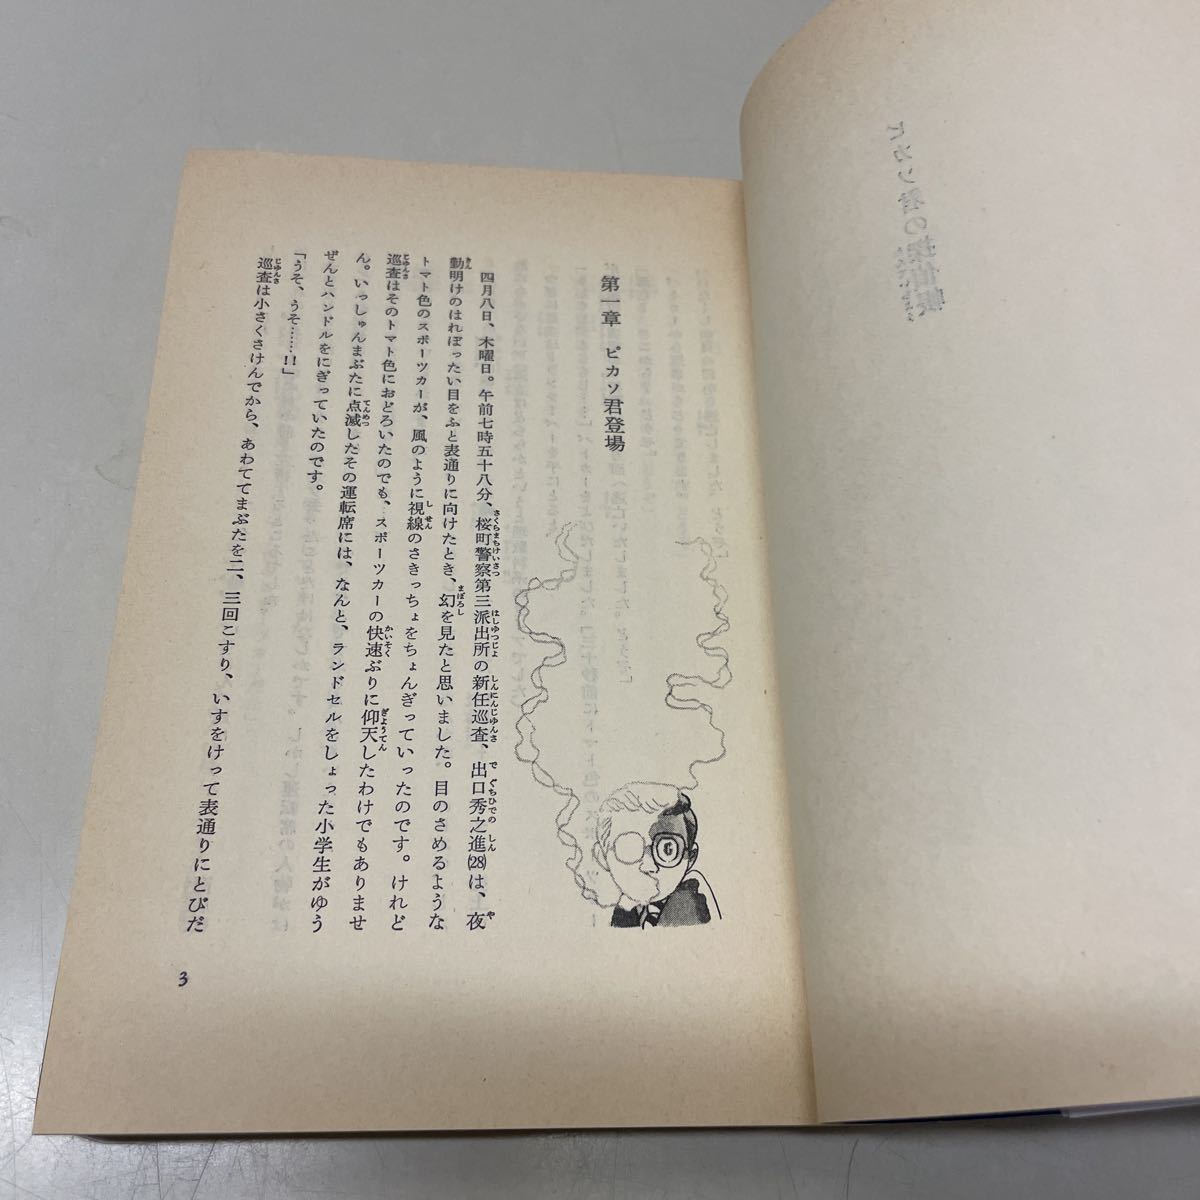 第一章 ピカソ君登場
四月八日、木曜日。午前七時五十八分、桜町警察第三派出所の新任巡査、出口秀之進(28)は、夜
勤明けのはれぼったい目をふと表通りに向けたとき、幻を見たと思いました。目のさめるような
トマト色のスポーツカーが、風のように視線のさきっちょをちょんぎっていったのです。けれど
巡査はそのトマト色におどろいたのでも、スポーツカーの快速ぶりに仰天したわけでもありませ
ん。いっしゅんまぶたに点滅したその運転席には、なんと、ランドセルをしょった小学生がゆう
ぜんとハンドルをにぎっていたのです。
「うそ、うそ……!!」
巡査は小さくさけんでから、あわててまぶたを二、三回こすり、いすをけって表通りにとびだ
3